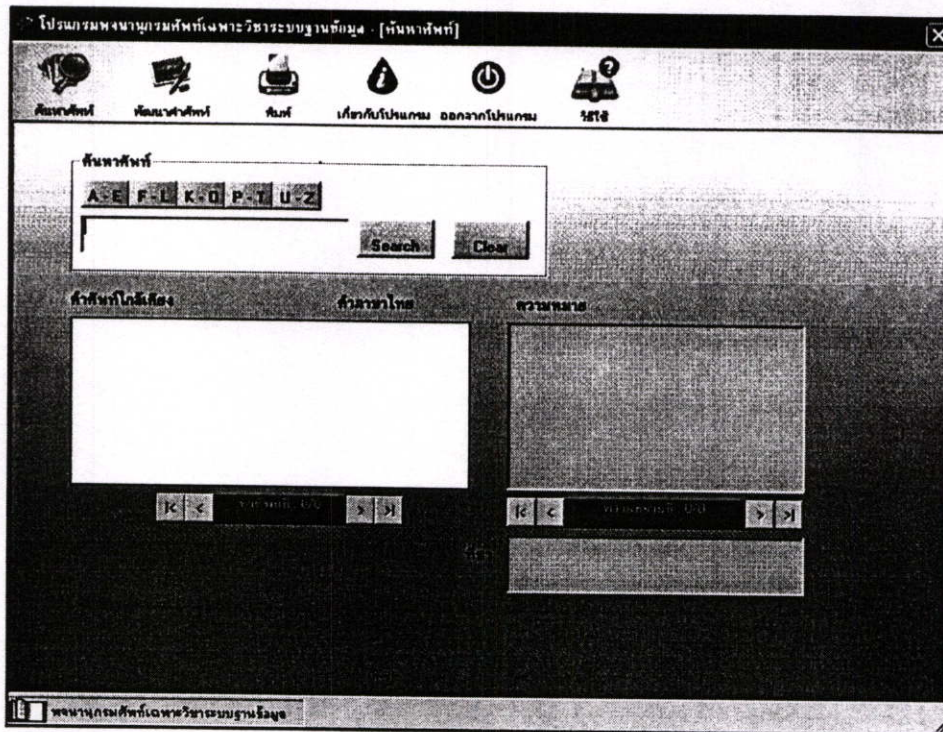 โปรแกรมพจนานุกรมศัพท์เฉพาะวิชาระบบฐานข้อมูล - [ค้นหาศัพท์]
ค้นหาศัพท์ พัฒนาคำศัพท์ พิมพ์ เกี่ยวกับโปรแกรม ออกจากโปรแกรม วิธีใช้
ค้นหาศัพท์
A-E F-L K-O P-T U-Z
Search Clear
คำศัพท์ใกล้เคียง คำภาษาไทย ความหมาย
0/0 0/0
ที่มา
พจนานุกรมศัพท์เฉพาะวิชาระบบฐานข้อมูล